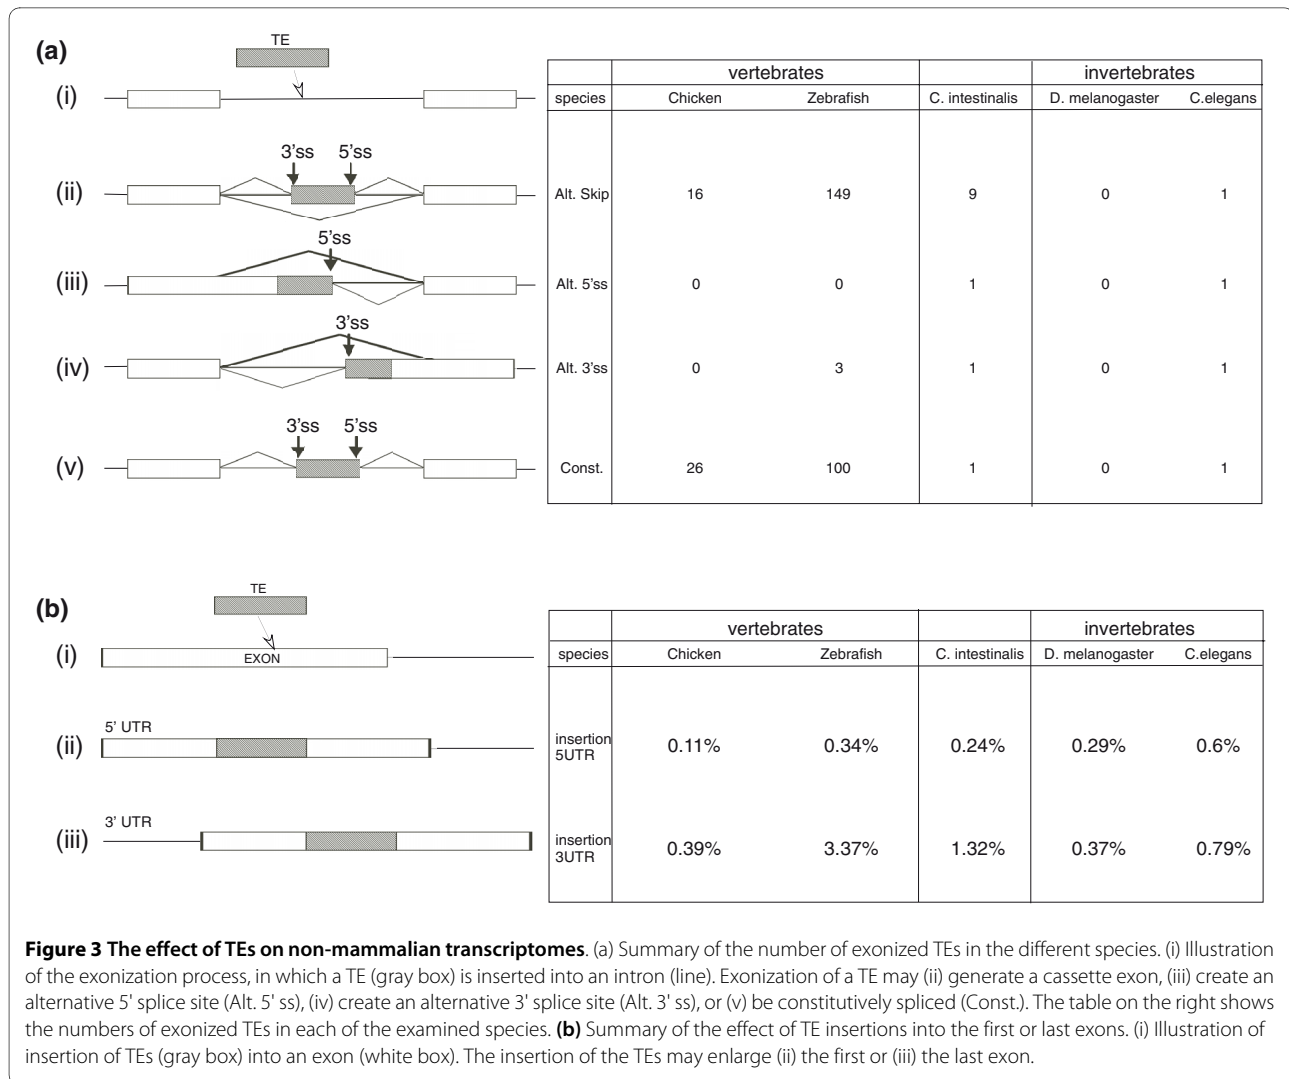 (a)
TE
(i)
3'ss 5'ss
(ii)
5'ss
(iii)
3'ss
(iv)
3'ss 5'ss
(v)
vertebrates invertebrates
species Chicken Zebrafish C. intestinalis D. melanogaster C.elegans
Alt. Skip 16 149 9 0 1
Alt. 5'ss 0 0 1 0 1
Alt. 3'ss 0 3 1 0 1
Const. 26 100 1 0 1
(b)
TE
(i)
EXON
5' UTR
(ii)
3' UTR
(iii)
vertebrates invertebrates
species Chicken Zebrafish C. intestinalis D. melanogaster C.elegans
insertion
5UTR 0.11% 0.34% 0.24% 0.29% 0.6%
insertion
3UTR 0.39% 3.37% 1.32% 0.37% 0.79%
Figure 3 The effect of TEs on non-mammalian transcriptomes. (a) Summary of the number of exonized TEs in the different species. (i) Illustration
of the exonization process, in which a TE (gray box) is inserted into an intron (line). Exonization of a TE may (ii) generate a cassette exon, (iii) create an
alternative 5' splice site (Alt. 5' ss), (iv) create an alternative 3' splice site (Alt. 3' ss), or (v) be constitutively spliced (Const.). The table on the right shows
the numbers of exonized TEs in each of the examined species. (b) Summary of the effect of TE insertions into the first or last exons. (i) Illustration of
insertion of TEs (gray box) into an exon (white box). The insertion of the TEs may enlarge (ii) the first or (iii) the last exon.